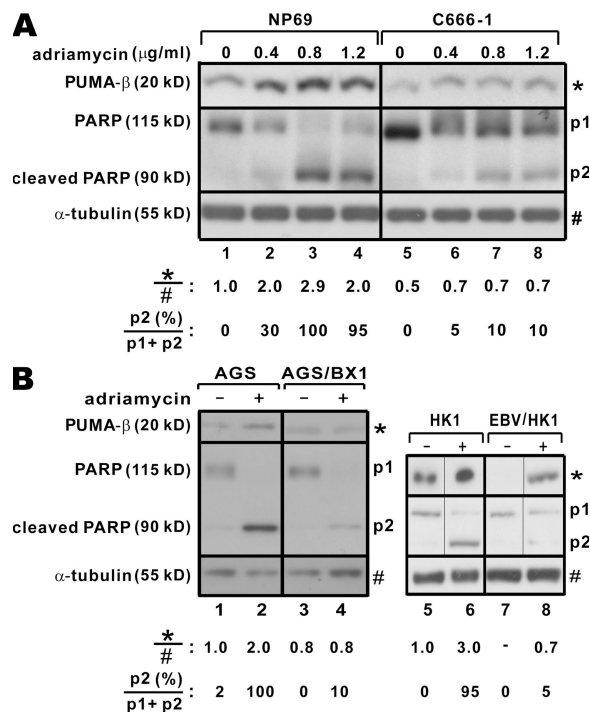 A
NP69 C666-1
adriamycin (μg/ml) 0 0.4 0.8 1.2 0 0.4 0.8 1.2
PUMA-β (20 kD) *
PARP (115 kD) p1
cleaved PARP (90 kD) p2
α-tubulin (55 kD) #
1 2 3 4 5 6 7 8
*/# : 1.0 2.0 2.9 2.0 0.5 0.7 0.7 0.7
p2 (%)/p1+p2 : 0 30 100 95 0 5 10 10
B
AGS AGS/BX1
adriamycin − + − +
PUMA-β (20 kD) *
PARP (115 kD) p1
cleaved PARP (90 kD) p2
α-tubulin (55 kD) #
1 2 3 4
HK1 EBV/HK1
− + − +
*
p1
p2
#
5 6 7 8
*/# : 1.0 2.0 0.8 0.8 1.0 3.0 - 0.7
p2 (%)/p1+p2 : 2 100 0 10 0 95 0 5